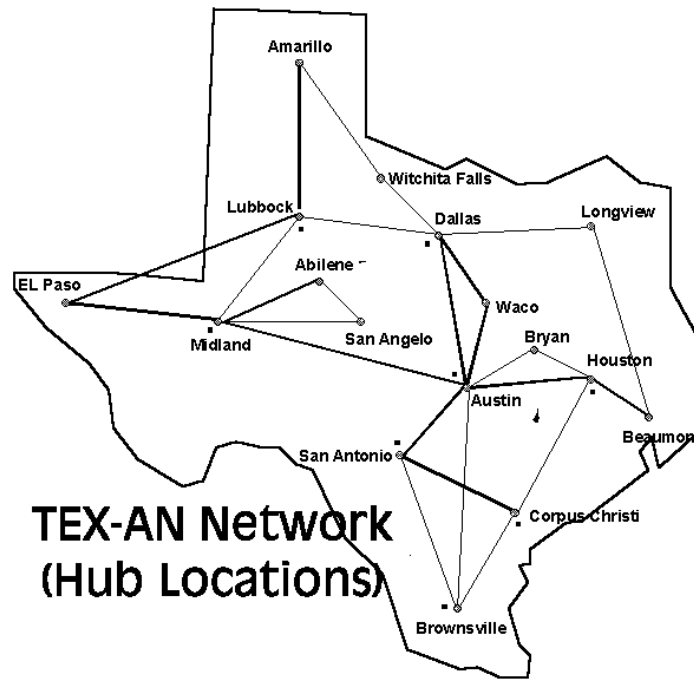 Amarillo
Witchita Falls
Lubbock
Dallas
Longview
Abilene
EL Paso
Waco
Midland
San Angelo
Bryan
Houston
Austin
Beaumon
San Antonio
Corpus Christi
TEX-AN Network
(Hub Locations)
Brownsville